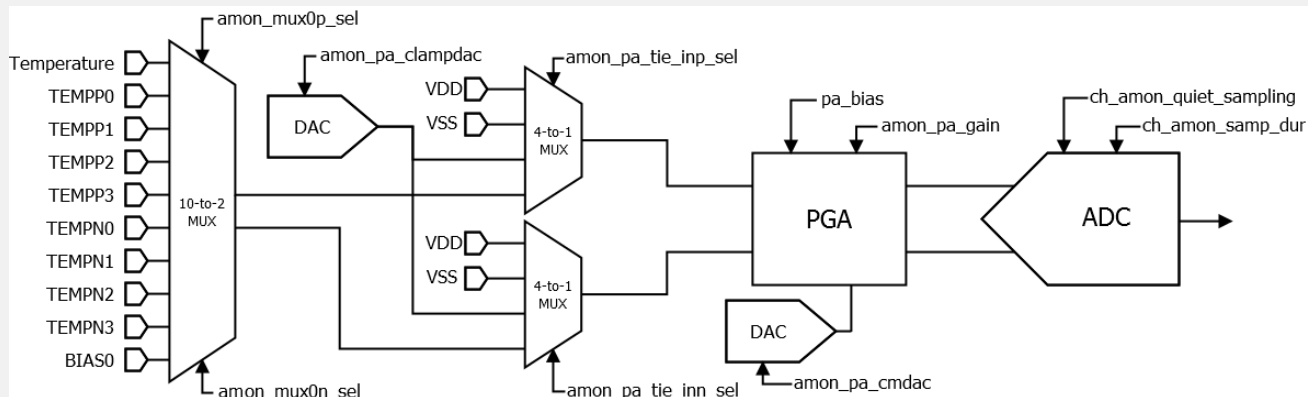 amon_mux0p_sel
Temperature
TEMPP0
TEMPP1
TEMPP2
TEMPP3
TEMPN0
TEMPN1
TEMPN2
TEMPN3
BIAS0
10-to-2
MUX
amon_mux0n_sel
amon_pa_clampdac
DAC
amon_pa_tie_inp_sel
VDD
VSS
4-to-1
MUX
VDD
VSS
4-to-1
MUX
amon_pa_tie_inn_sel
pa_bias
amon_pa_gain
PGA
DAC
amon_pa_cmdac
ch_amon_quiet_sampling
ch_amon_samp_dur
ADC